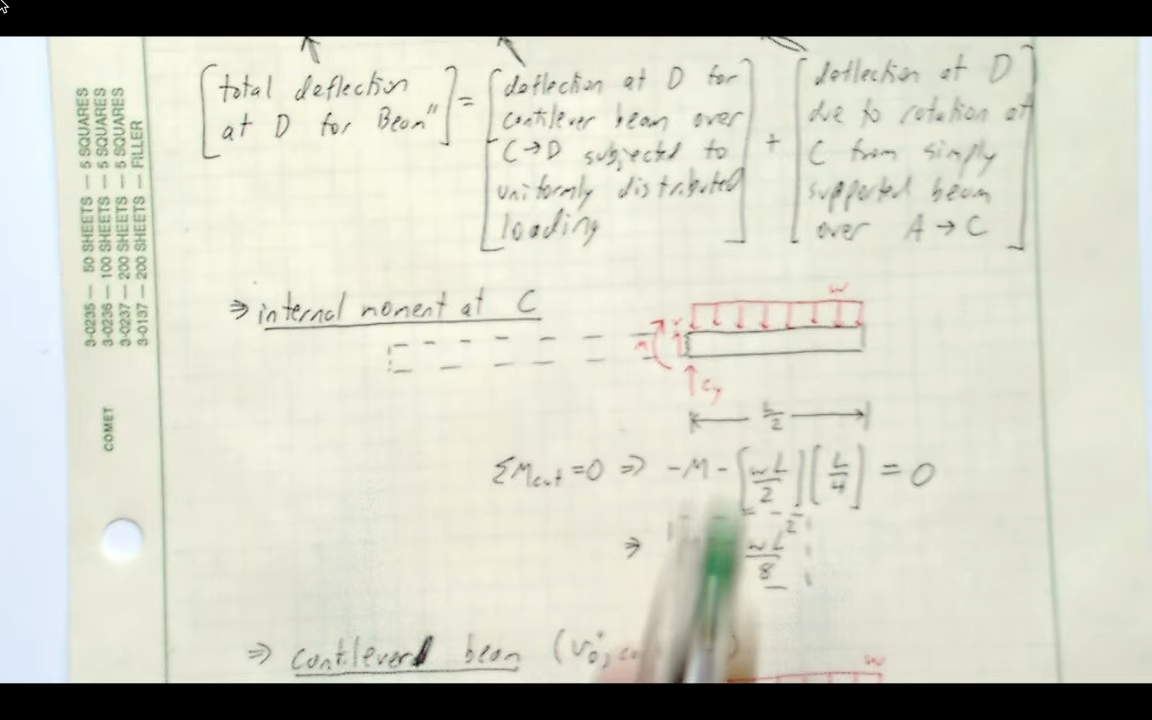 [total deflection at D for Beam"] = [deflection at D for cantilever beam over C→D subjected to uniformly distributed loading] + [deflection at D due to rotation at C from simply supported beam over A→C]
⇒ internal moment at C
w
M
V
Cy
L/2
ΣMcut=0 ⇒ -M-[wL/2][L/4] = 0
⇒ wL²/8
⇒ cantilever beam (v
w
3-0235 — 50 SHEETS — 5 SQUARES
3-0236 — 100 SHEETS — 5 SQUARES
3-0237 — 200 SHEETS — 5 SQUARES
3-0137 — 200 SHEETS — FILLER
COMET